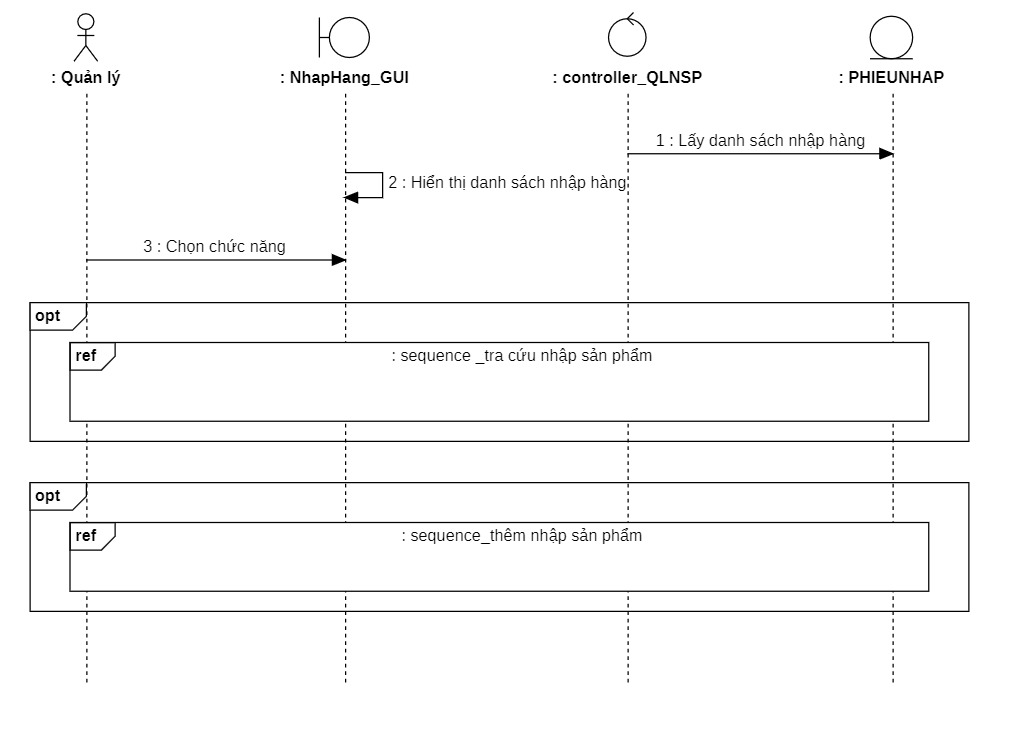 : Quản lý
: NhapHang_GUI
: controller_QLNSP
: PHIEUNHAP
1 : Lấy danh sách nhập hàng
2 : Hiển thị danh sách nhập hàng
3 : Chọn chức năng
opt
ref
: sequence _tra cứu nhập sản phẩm
opt
ref
: sequence_thêm nhập sản phẩm